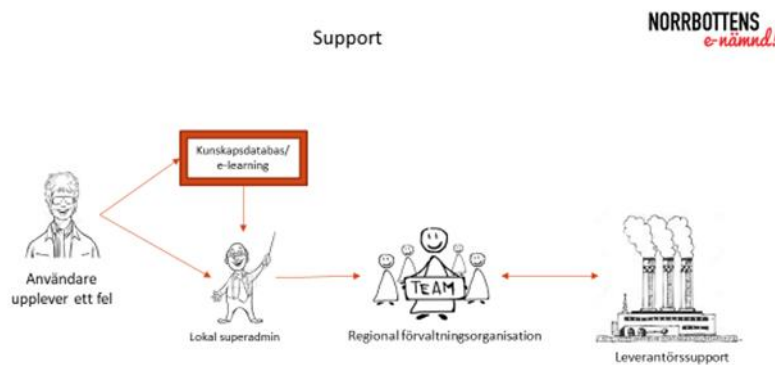 Support
NORRBOTTENS
e-nämnd!
Kunskapsdatabas/
e-learning
Användare
upplever ett fel
Lokal superadmin
TEAM
Regional förvaltningsorganisation
Leverantörssupport